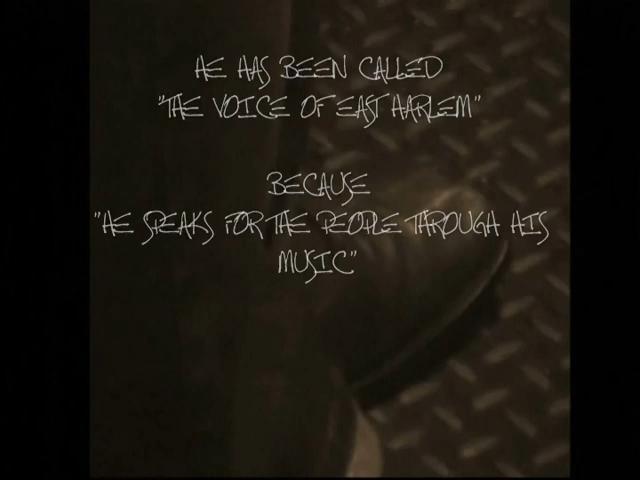 HE HAS BEEN CALLED
"THE VOICE OF EAST HARLEM"
BECAUSE
"HE SPEAKS FOR THE PEOPLE THROUGH HIS
MUSIC"